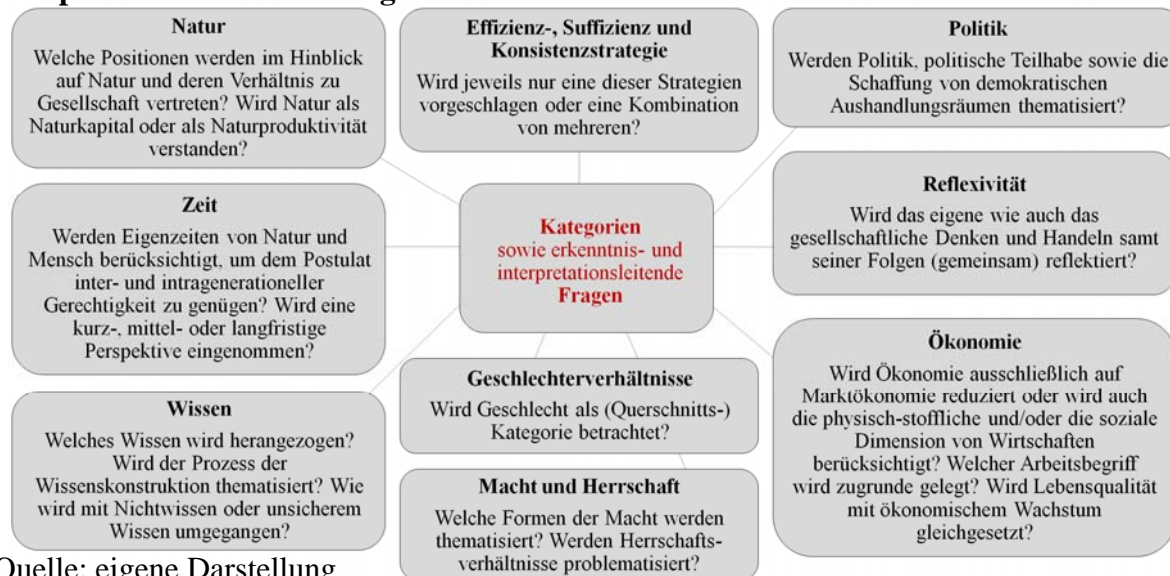 Natur
Welche Positionen werden im Hinblick
auf Natur und deren Verhältnis zu
Gesellschaft vertreten? Wird Natur als
Naturkapital oder als Naturproduktivität
verstanden?
Effizienz-, Suffizienz und
Konsistenzstrategie
Wird jeweils nur eine dieser Strategien
vorgeschlagen oder eine Kombination
von mehreren?
Politik
Werden Politik, politische Teilhabe sowie die
Schaffung von demokratischen
Aushandlungsräumen thematisiert?
Zeit
Werden Eigenzeiten von Natur und
Mensch berücksichtigt, um dem Postulat
inter- und intragenerationeller
Gerechtigkeit zu genügen? Wird eine
kurz-, mittel- oder langfristige
Perspektive eingenommen?
Kategorien
sowie erkenntnis- und
interpretationsleitende
Fragen
Reflexivität
Wird das eigene wie auch das
gesellschaftliche Denken und Handeln samt
seiner Folgen (gemeinsam) reflektiert?
Wissen
Welches Wissen wird herangezogen?
Wird der Prozess der
Wissenskonstruktion thematisiert? Wie
wird mit Nichtwissen oder unsicherem
Wissen umgegangen?
Geschlechterverhältnisse
Wird Geschlecht als (Querschnitts-)
Kategorie betrachtet?
Macht und Herrschaft
Welche Formen der Macht werden
thematisiert? Werden Herrschafts-
verhältnisse problematisiert?
Ökonomie
Wird Ökonomie ausschließlich auf
Marktökonomie reduziert oder wird auch
die physisch-stoffliche und/oder die soziale
Dimension von Wirtschaften
berücksichtigt? Welcher Arbeitsbegriff
wird zugrunde gelegt? Wird Lebensqualität
mit ökonomischem Wachstum
gleichgesetzt?
Quelle: eigene Darstellung